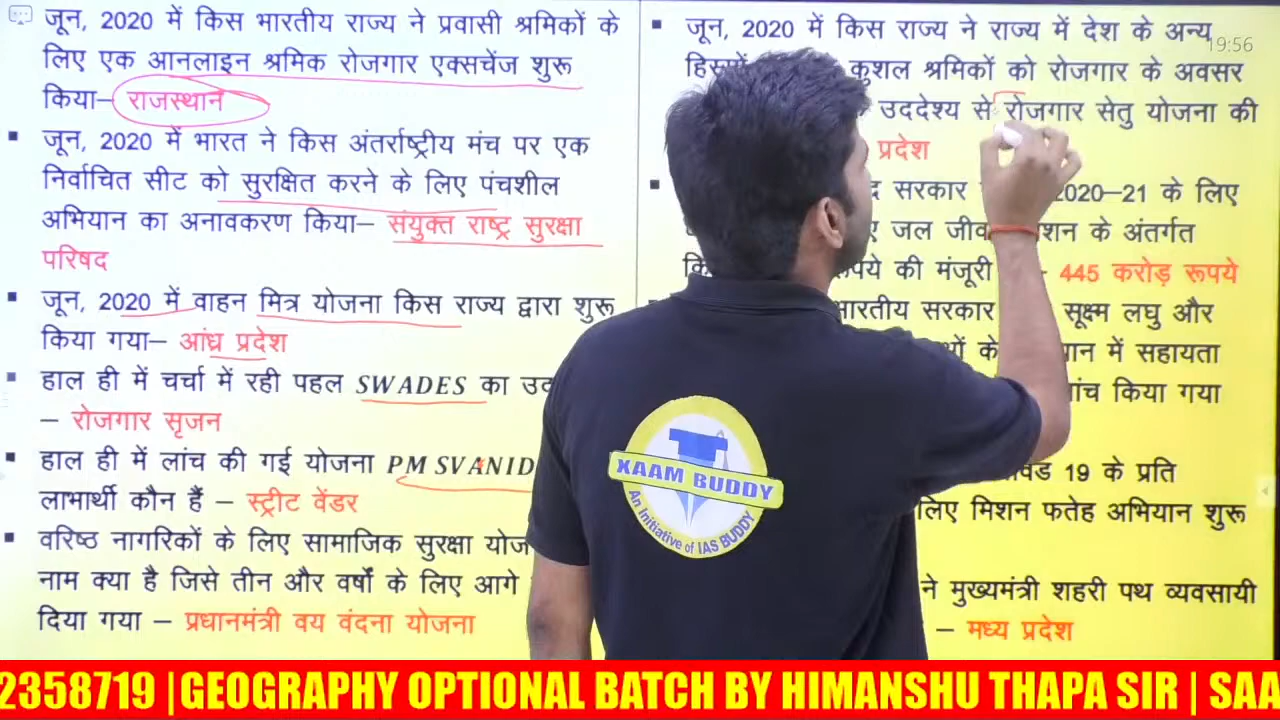 जून, 2020 में किस भारतीय राज्य ने प्रवासी श्रमिकों के
लिए एक आनलाइन श्रमिक रोजगार एक्सचेंज शुरू
किया– राजस्थान
जून, 2020 में भारत ने किस अंतर्राष्ट्रीय मंच पर एक
निर्वाचित सीट को सुरक्षित करने के लिए पंचशील
अभियान का अनावकरण किया– संयुक्त राष्ट्र सुरक्षा
परिषद
जून, 2020 में वाहन मित्र योजना किस राज्य द्वारा शुरू
किया गया– आंध्र प्रदेश
हाल ही में चर्चा में रही पहल SWADES का
– रोजगार सृजन
हाल ही में लांच की गई योजना PM SVANID
लाभार्थी कौन हैं – स्ट्रीट वेंडर
वरिष्ठ नागरिकों के लिए सामाजिक सुरक्षा
नाम क्या है जिसे तीन और वर्षों के लिए आगे
दिया गया – प्रधानमंत्री वय वंदना योजना
जून, 2020 में किस राज्य ने राज्य में देश के अन्य
कुशल श्रमिकों को रोजगार के अवसर
उददेश्य से रोजगार सेतु योजना की
प्रदेश
सरकार 2020–21 के लिए
जल के अंतर्गत
की मंजूरी – 445 करोड़ रूपये
भारतीय सरकार सूक्ष्म लघु और
के में सहायता
किया गया
19 के प्रति
लिए मिशन फतेह अभियान शुरू
ने मुख्यमंत्री शहरी पथ व्यवसायी
– मध्य प्रदेश
19:56
XAAM BUDDY
An Initiative of IAS BUDDY
2358719 |GEOGRAPHY OPTIONAL BATCH BY HIMANSHU THAPA SIR | SAA